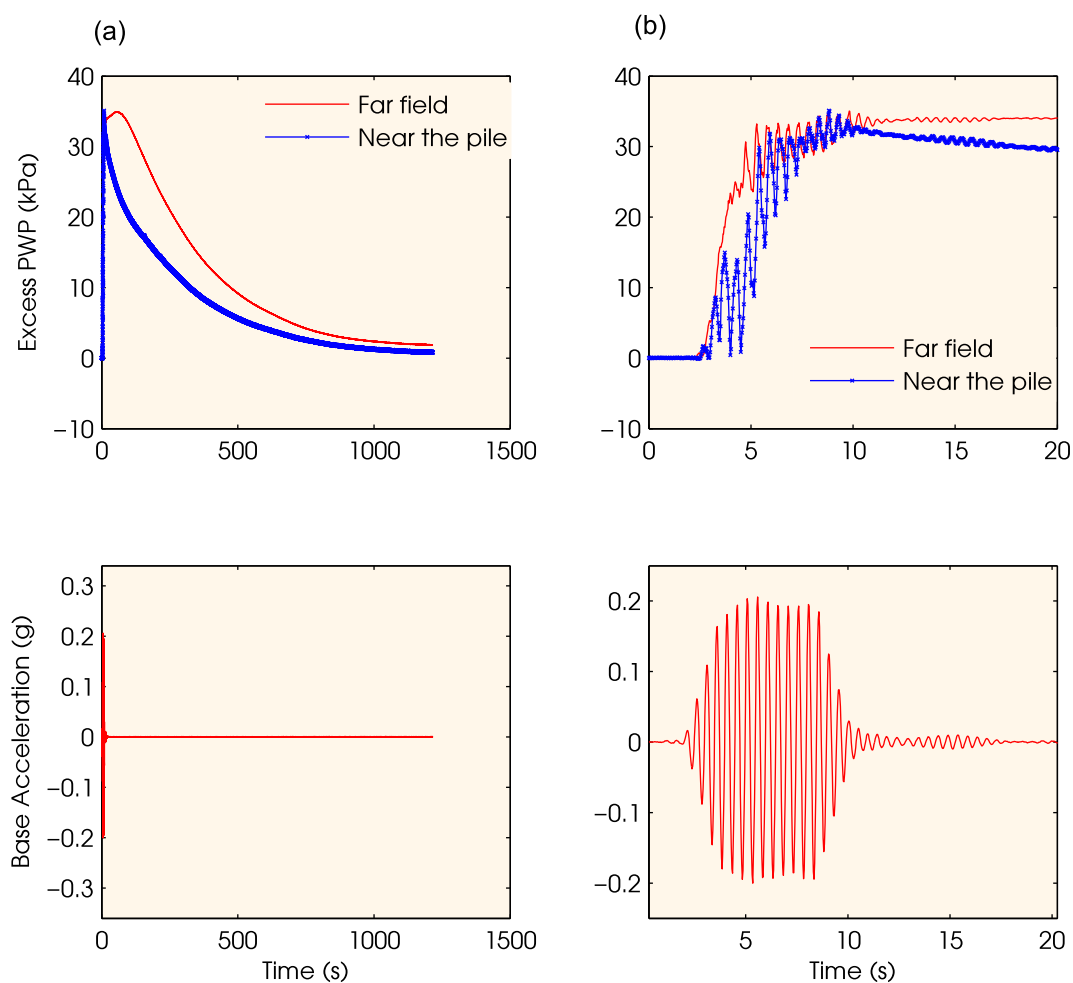 (a)
(b)
Excess PWP (kPa)
40
30
20
10
0
−10
0 500 1000 1500
Far field
Near the pile
40
30
20
10
0
−10
0 5 10 15 20
Far field
Near the pile
Base Acceleration (g)
0.3
0.2
0.1
0
−0.1
−0.2
−0.3
0 500 1000 1500
Time (s)
0.2
0.1
0
−0.1
−0.2
5 10 15 20
Time (s)